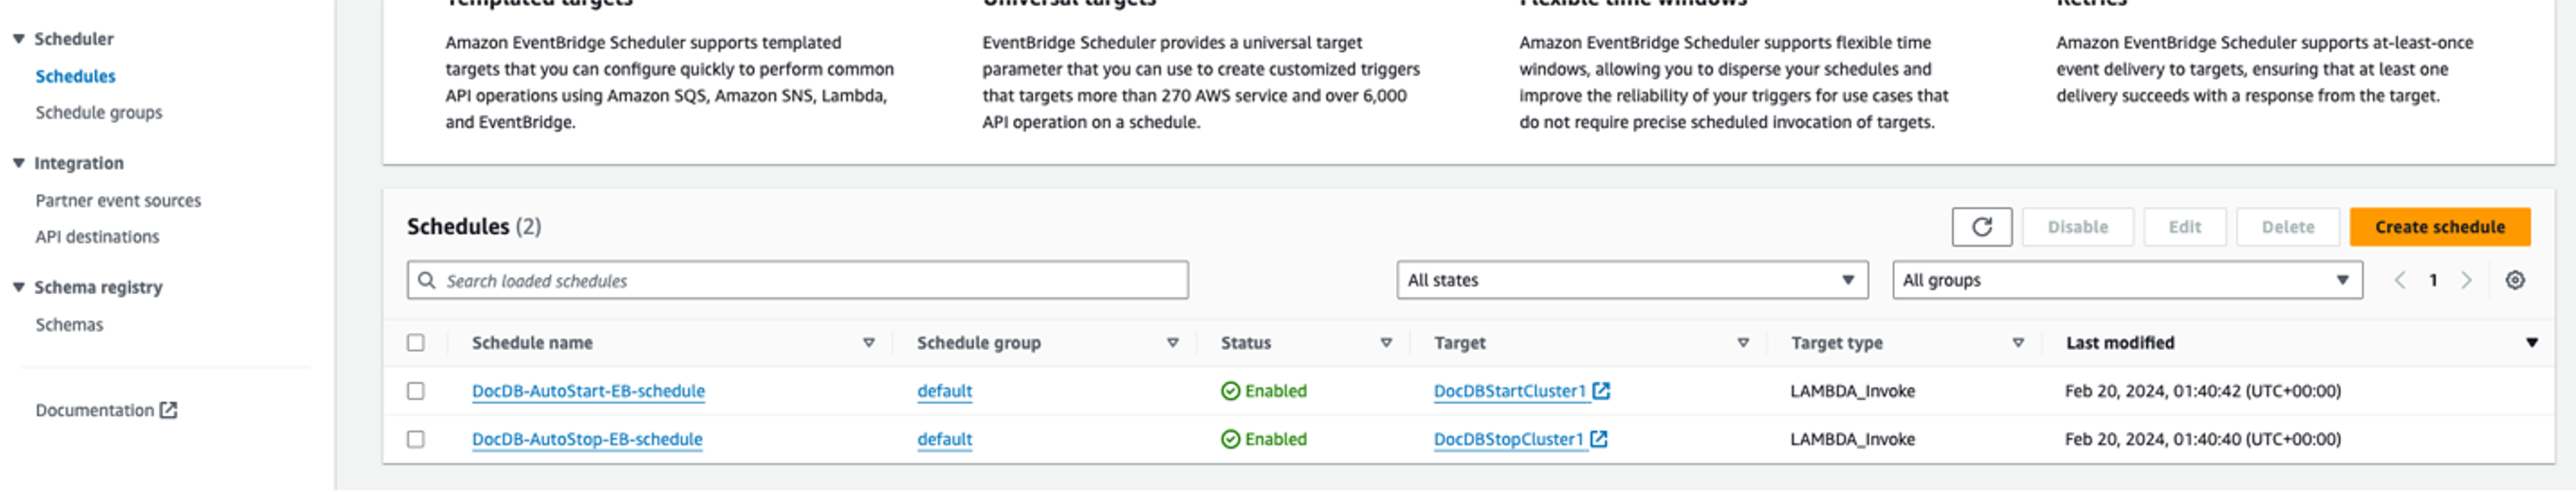 Templated targets
Universal targets
Flexible time windows
Retries
Scheduler
Schedules
Schedule groups
Integration
Partner event sources
API destinations
Schema registry
Schemas
Documentation
Amazon EventBridge Scheduler supports templated
targets that you can configure quickly to perform common
API operations using Amazon SQS, Amazon SNS, Lambda,
and EventBridge.
EventBridge Scheduler provides a universal target
parameter that you can use to create customized triggers
that targets more than 270 AWS service and over 6,000
API operation on a schedule.
Amazon EventBridge Scheduler supports flexible time
windows, allowing you to disperse your schedules and
improve the reliability of your triggers for use cases that
do not require precise scheduled invocation of targets.
Amazon EventBridge Scheduler supports at-least-once
event delivery to targets, ensuring that at least one
delivery succeeds with a response from the target.
Schedules (2)
Disable Edit Delete Create schedule
Search loaded schedules
All states All groups 1
Schedule name Schedule group Status Target Target type Last modified
DocDB-AutoStart-EB-schedule default Enabled DocDBStartCluster1 LAMBDA_Invoke Feb 20, 2024, 01:40:42 (UTC+00:00)
DocDB-AutoStop-EB-schedule default Enabled DocDBStopCluster1 LAMBDA_Invoke Feb 20, 2024, 01:40:40 (UTC+00:00)